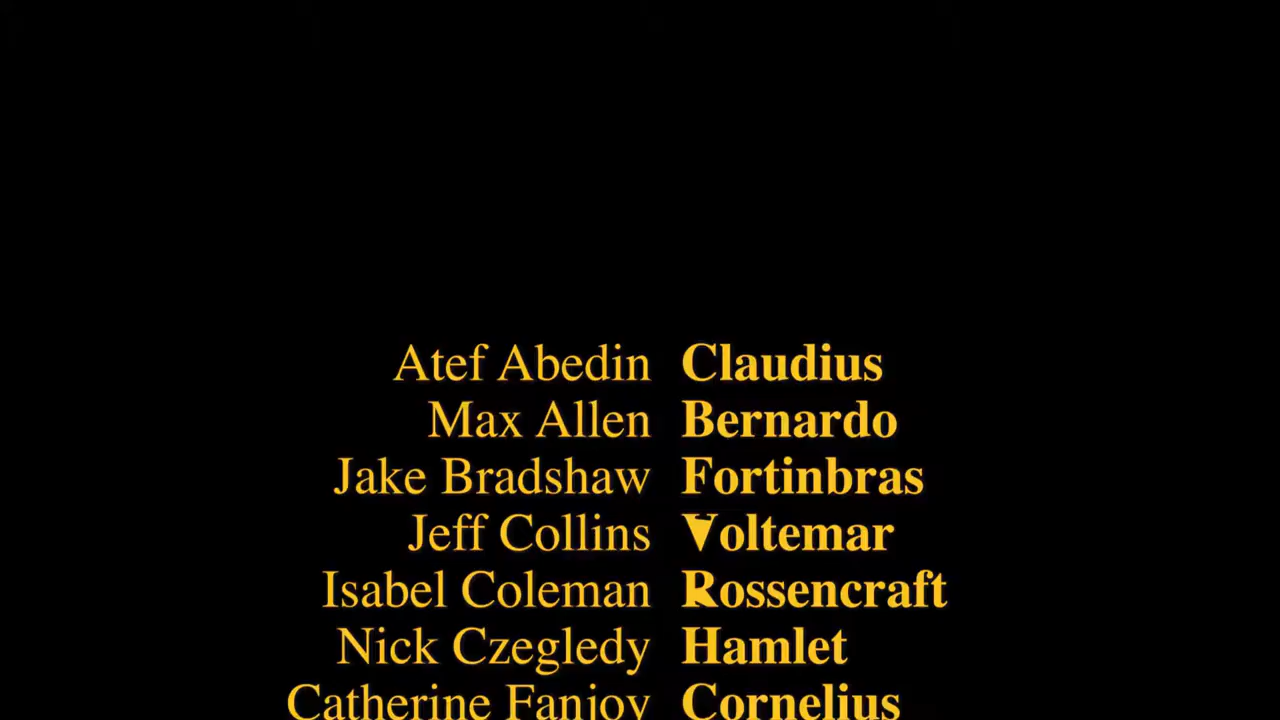 Atef Abedin Claudius
Max Allen Bernardo
Jake Bradshaw Fortinbras
Jeff Collins Voltemar
Isabel Coleman Rossencraft
Nick Czegledy Hamlet
Catherine Fanjoy Cornelius